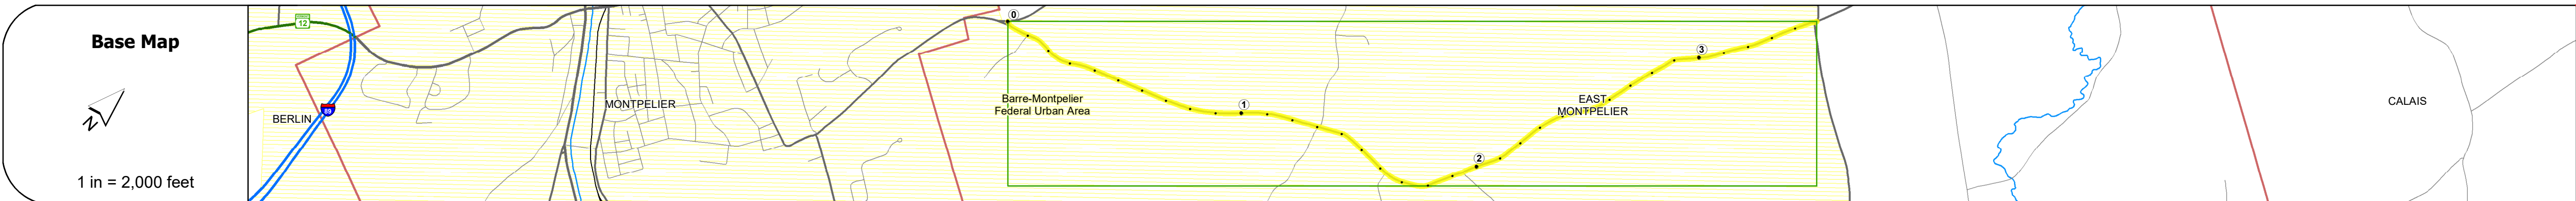 Base Map
N
1 in = 2,000 feet
12
BERLIN
89
MONTPELIER
0
Barre-Montpelier
Federal Urban Area
1
2
EAST
MONTPELIER
3
CALAIS